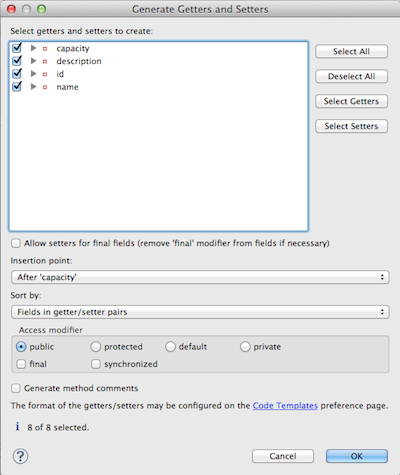 Generate Getters and Setters
Select getters and setters to create:
capacity
description
id
name
Select All
Deselect All
Select Getters
Select Setters
Allow setters for final fields (remove 'final' modifier from fields if necessary)
Insertion point:
After 'capacity'
Sort by:
Fields in getter/setter pairs
Access modifier
public protected default private
final synchronized
Generate method comments
The format of the getters/setters may be configured on the Code Templates preference page.
i 8 of 8 selected.
? Cancel OK